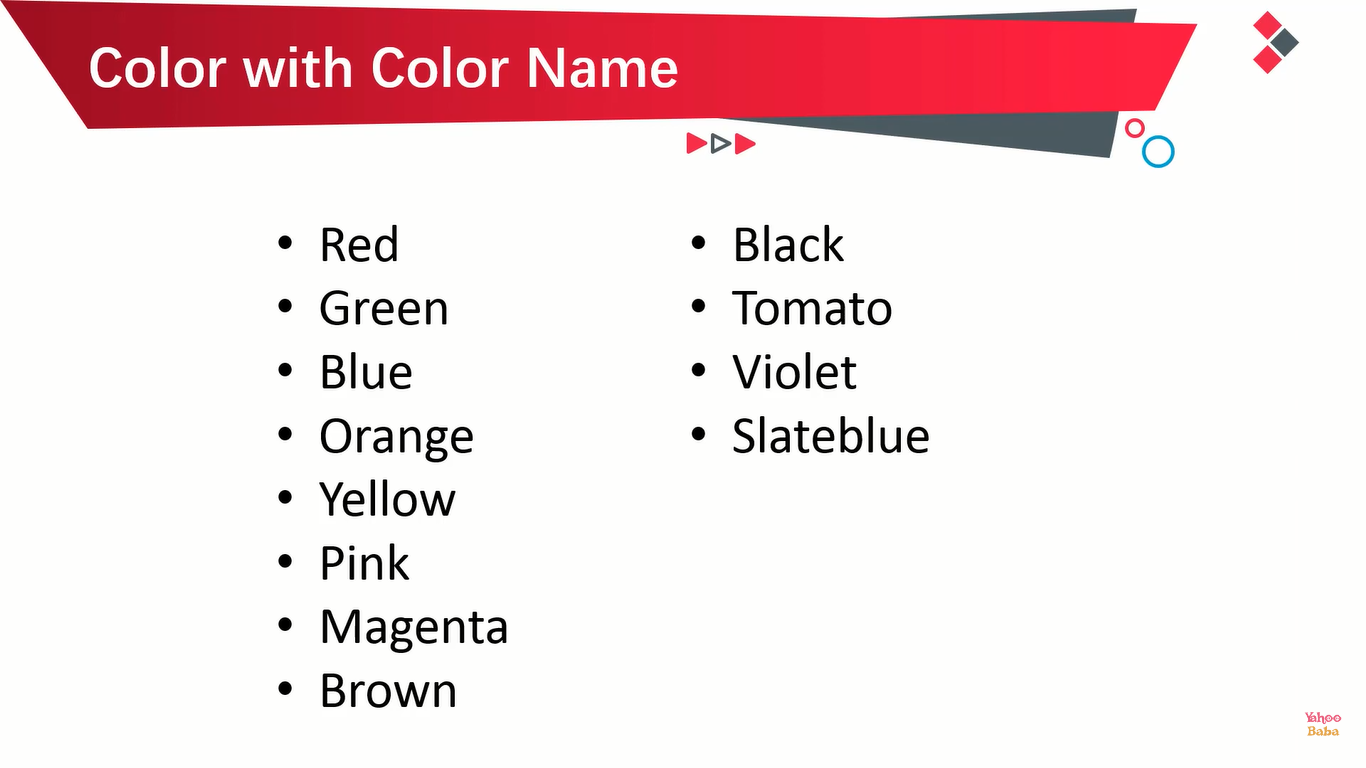 Color with Color Name
• Red
• Green
• Blue
• Orange
• Yellow
• Pink
• Magenta
• Brown
• Black
• Tomato
• Violet
• Slateblue
Yahoo
Baba